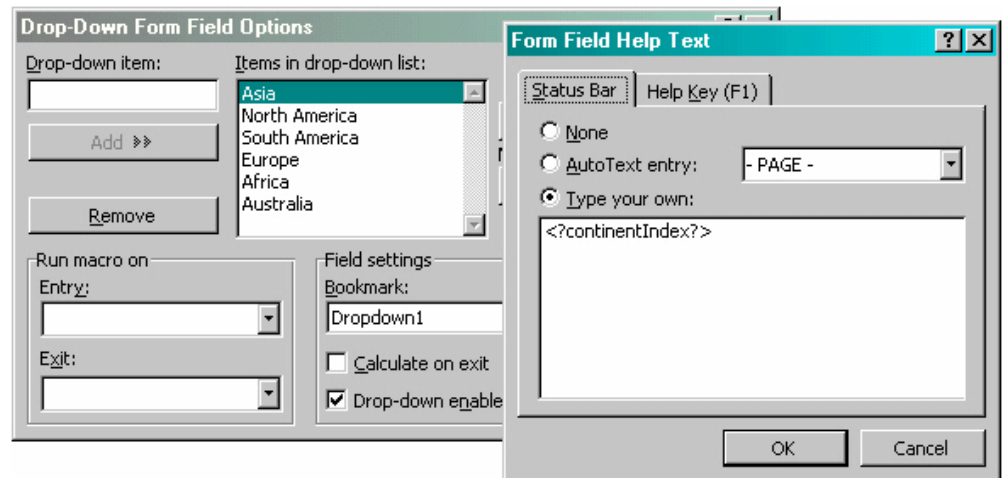 Drop-Down Form Field Options
Drop-down item:
Items in drop-down list:
Asia
North America
South America
Europe
Africa
Australia
Add
Remove
Run macro on
Entry:
Exit:
Field settings
Bookmark:
Dropdown1
Calculate on exit
Drop-down enable
Form Field Help Text
Status Bar
Help Key (F1)
None
AutoText entry:
- PAGE -
Type your own:
<?continentIndex?>
OK
Cancel